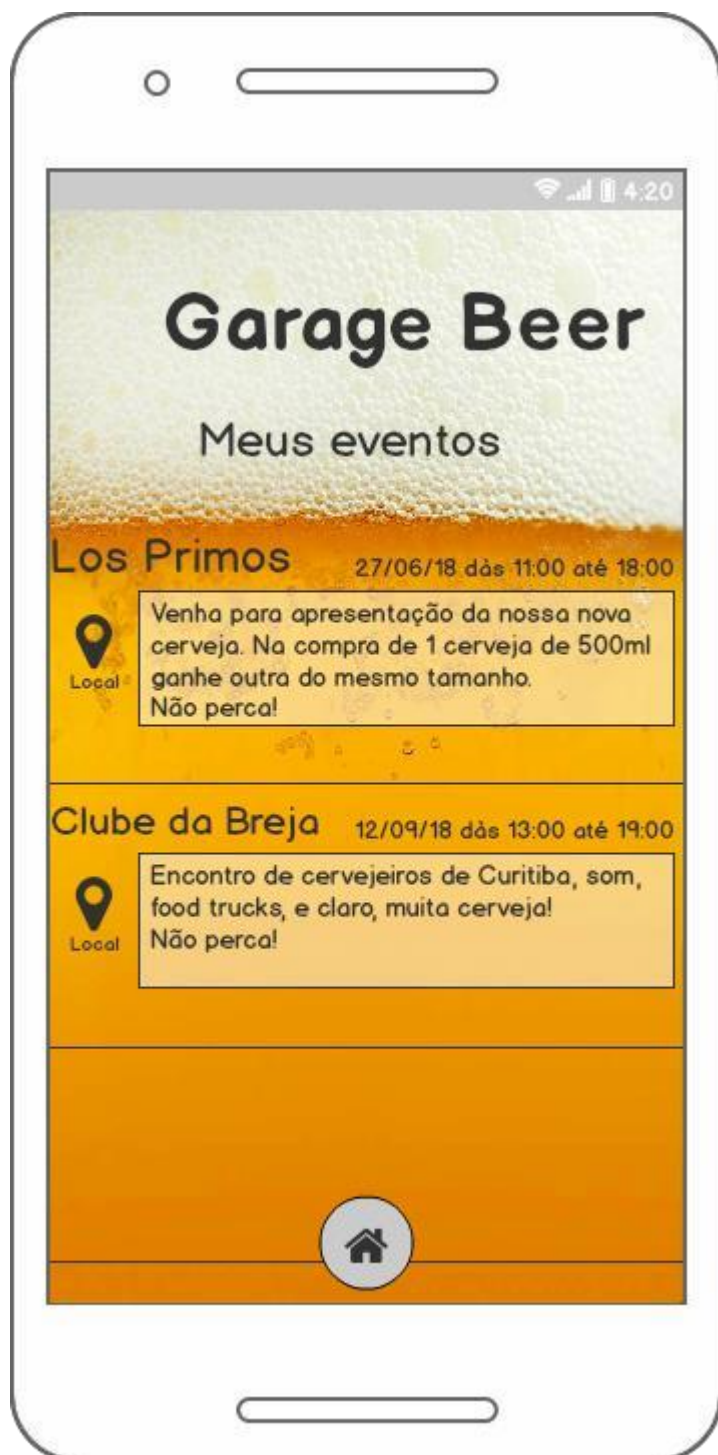 4:20
Garage Beer
Meus eventos
Los Primos
27/06/18 dás 11:00 até 18:00
Local
Venha para apresentação da nossa nova
cerveja. Na compra de 1 cerveja de 500ml
ganhe outra do mesmo tamanho.
Não perca!
Clube da Breja
12/09/18 dás 13:00 até 19:00
Local
Encontro de cervejeiros de Curitiba, som,
food trucks, e claro, muita cerveja!
Não perca!